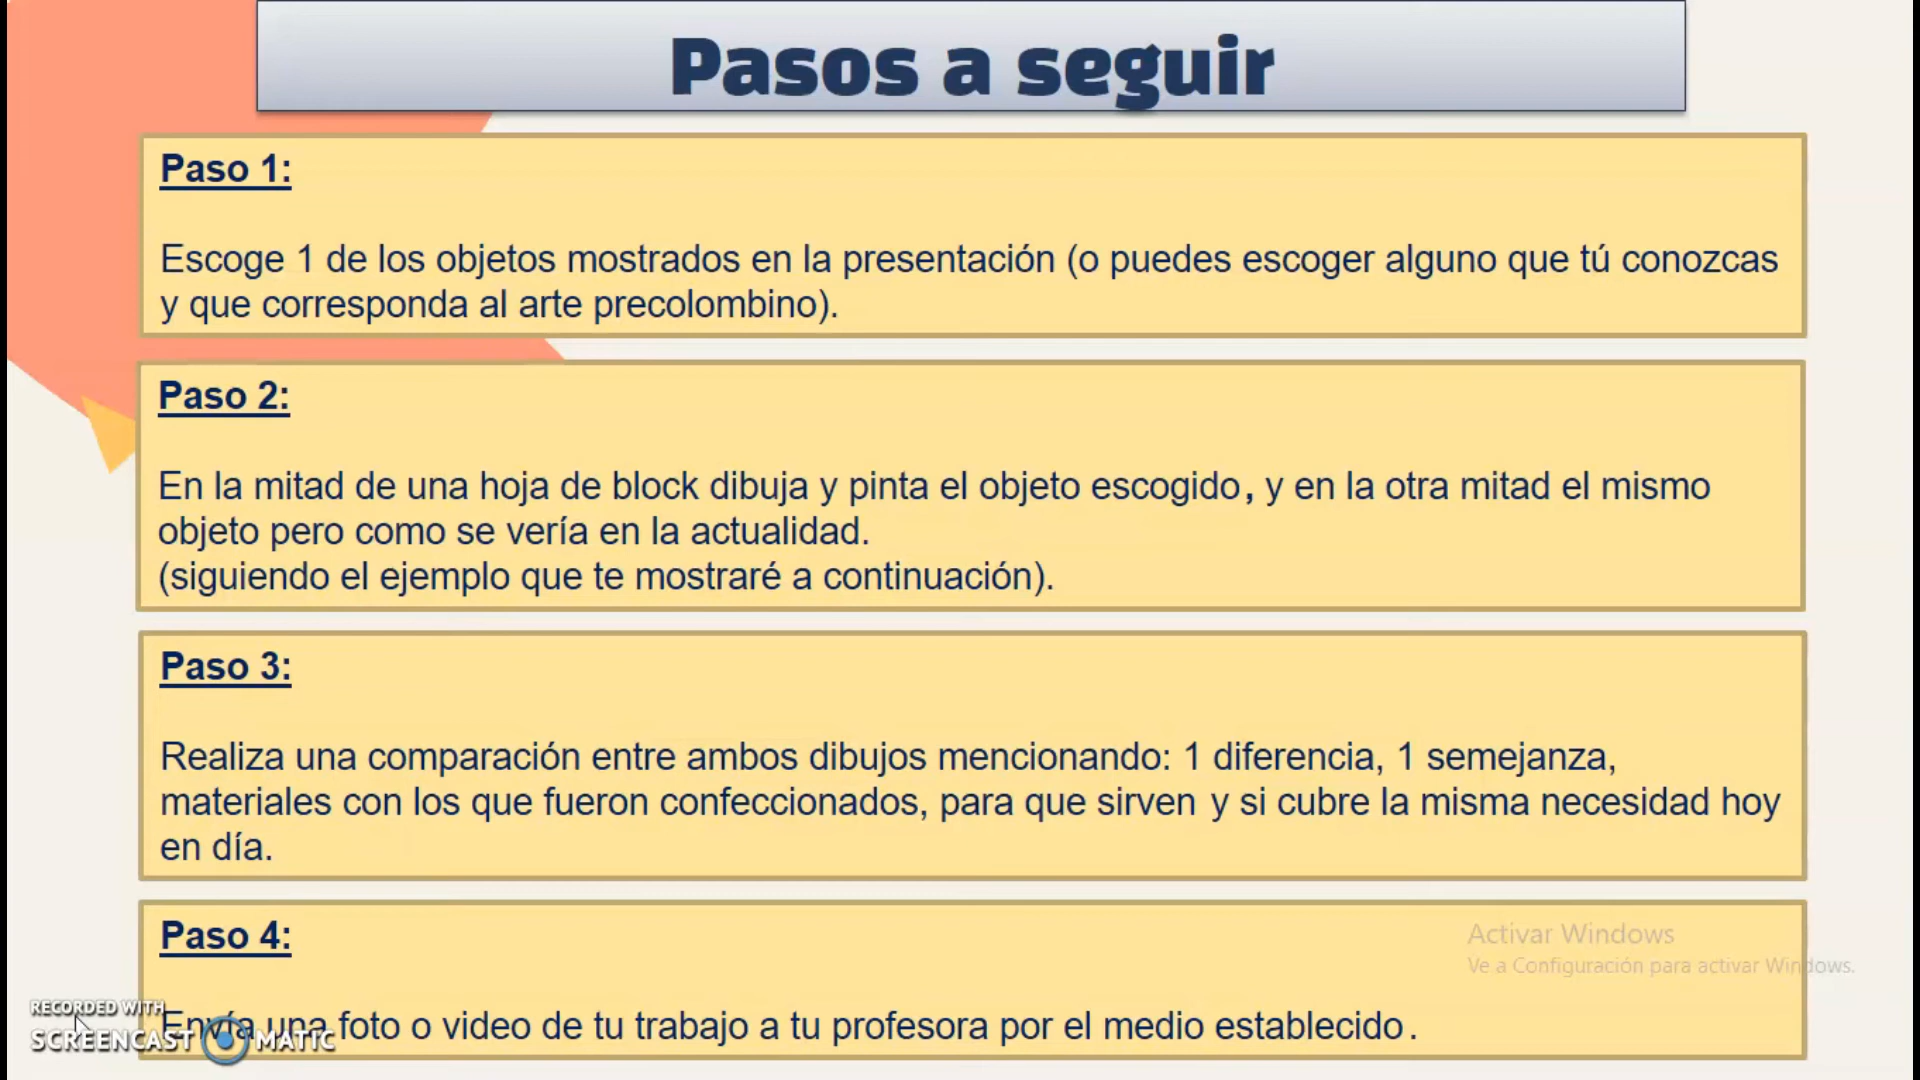 Pasos a seguir
Paso 1:
Escoge 1 de los objetos mostrados en la presentación (o puedes escoger alguno que tú conozcas
y que corresponda al arte precolombino).
Paso 2:
En la mitad de una hoja de block dibuja y pinta el objeto escogido, y en la otra mitad el mismo
objeto pero como se vería en la actualidad.
(siguiendo el ejemplo que te mostraré a continuación).
Paso 3:
Realiza una comparación entre ambos dibujos mencionando: 1 diferencia, 1 semejanza,
materiales con los que fueron confeccionados, para que sirven y si cubre la misma necesidad hoy
en día.
Paso 4:
Envía una foto o video de tu trabajo a tu profesora por el medio establecido.
Activar Windows
Ve a Configuración para activar Windows.
RECORDED WITH
SCREENCAST MATIC